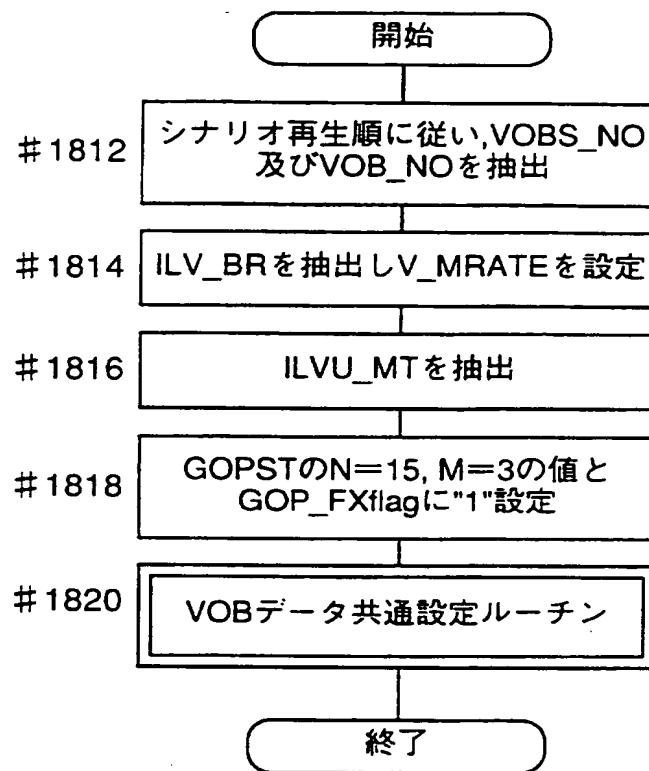 開始
#1812
シナリオ再生順に従い,VOBS_NO
及びVOB_NOを抽出
#1814
ILV_BRを抽出しV_MRATEを設定
#1816
ILVU_MTを抽出
#1818
GOPSTのN=15, M=3の値と
GOP_FXflagに"1"設定
#1820
VOBデータ共通設定ルーチン
終了